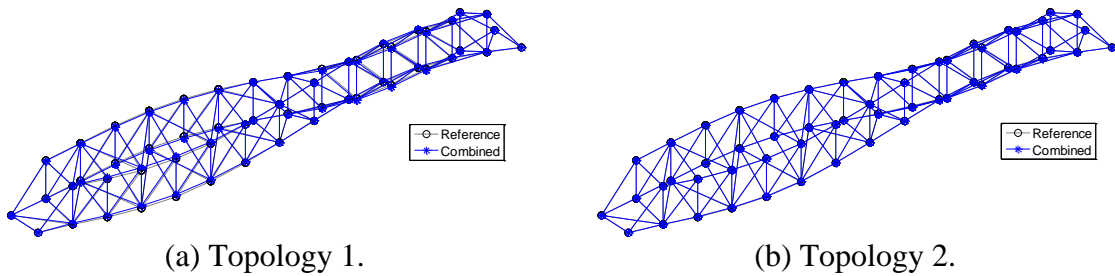 Reference
Combined
Reference
Combined
(a) Topology 1.
(b) Topology 2.